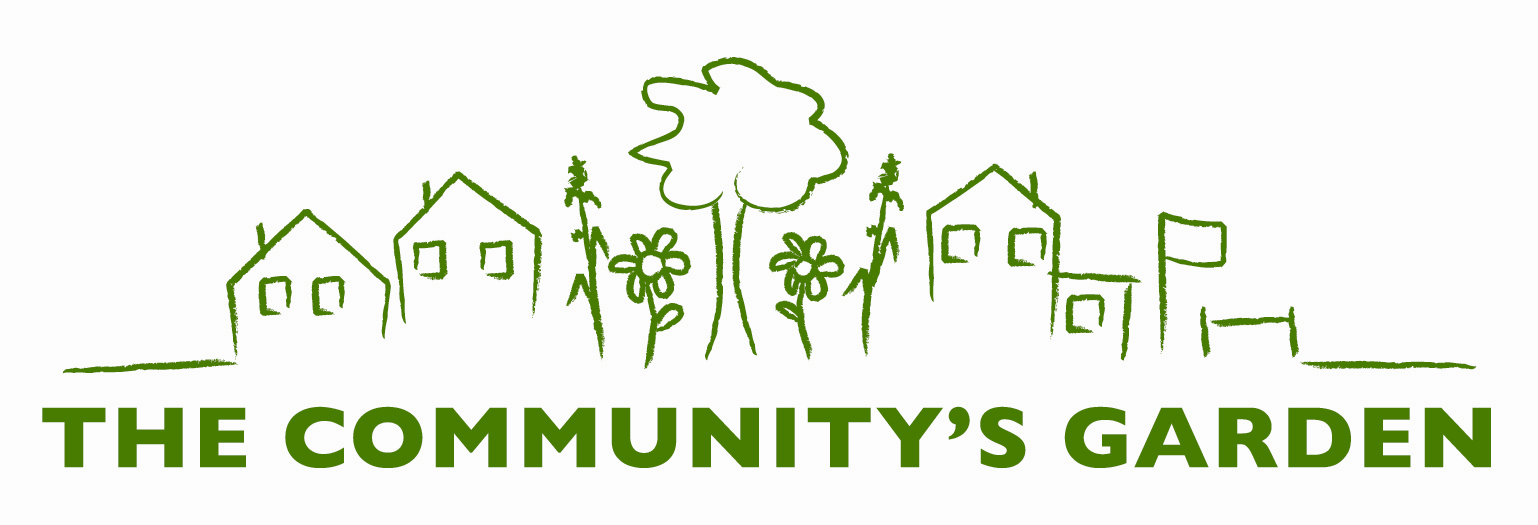 THE COMMUNITY’S GARDEN